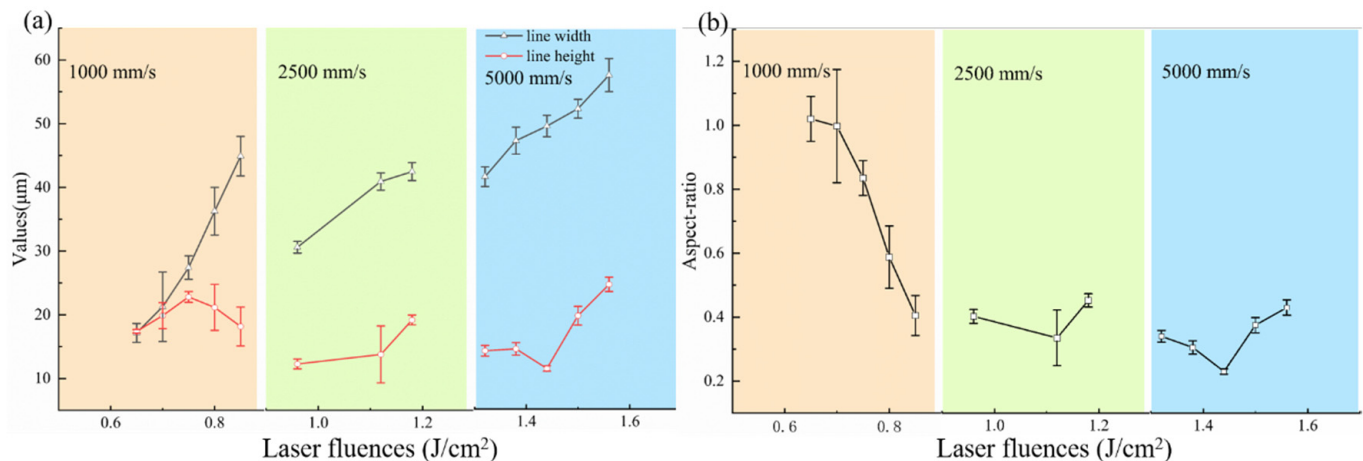 (a)
line width
line height
1000 mm/s
2500 mm/s
5000 mm/s
60
50
40
30
20
10
Values(μm)
0.6 0.8 1.0 1.2 1.4 1.6
Laser fluences (J/cm²)
(b)
1000 mm/s
2500 mm/s
5000 mm/s
1.2
1.0
0.8
0.6
0.4
0.2
Aspect-ratio
0. 6 0. 8 1.0 1.2 1.4 1.6
Laser fluences (J/cm²)